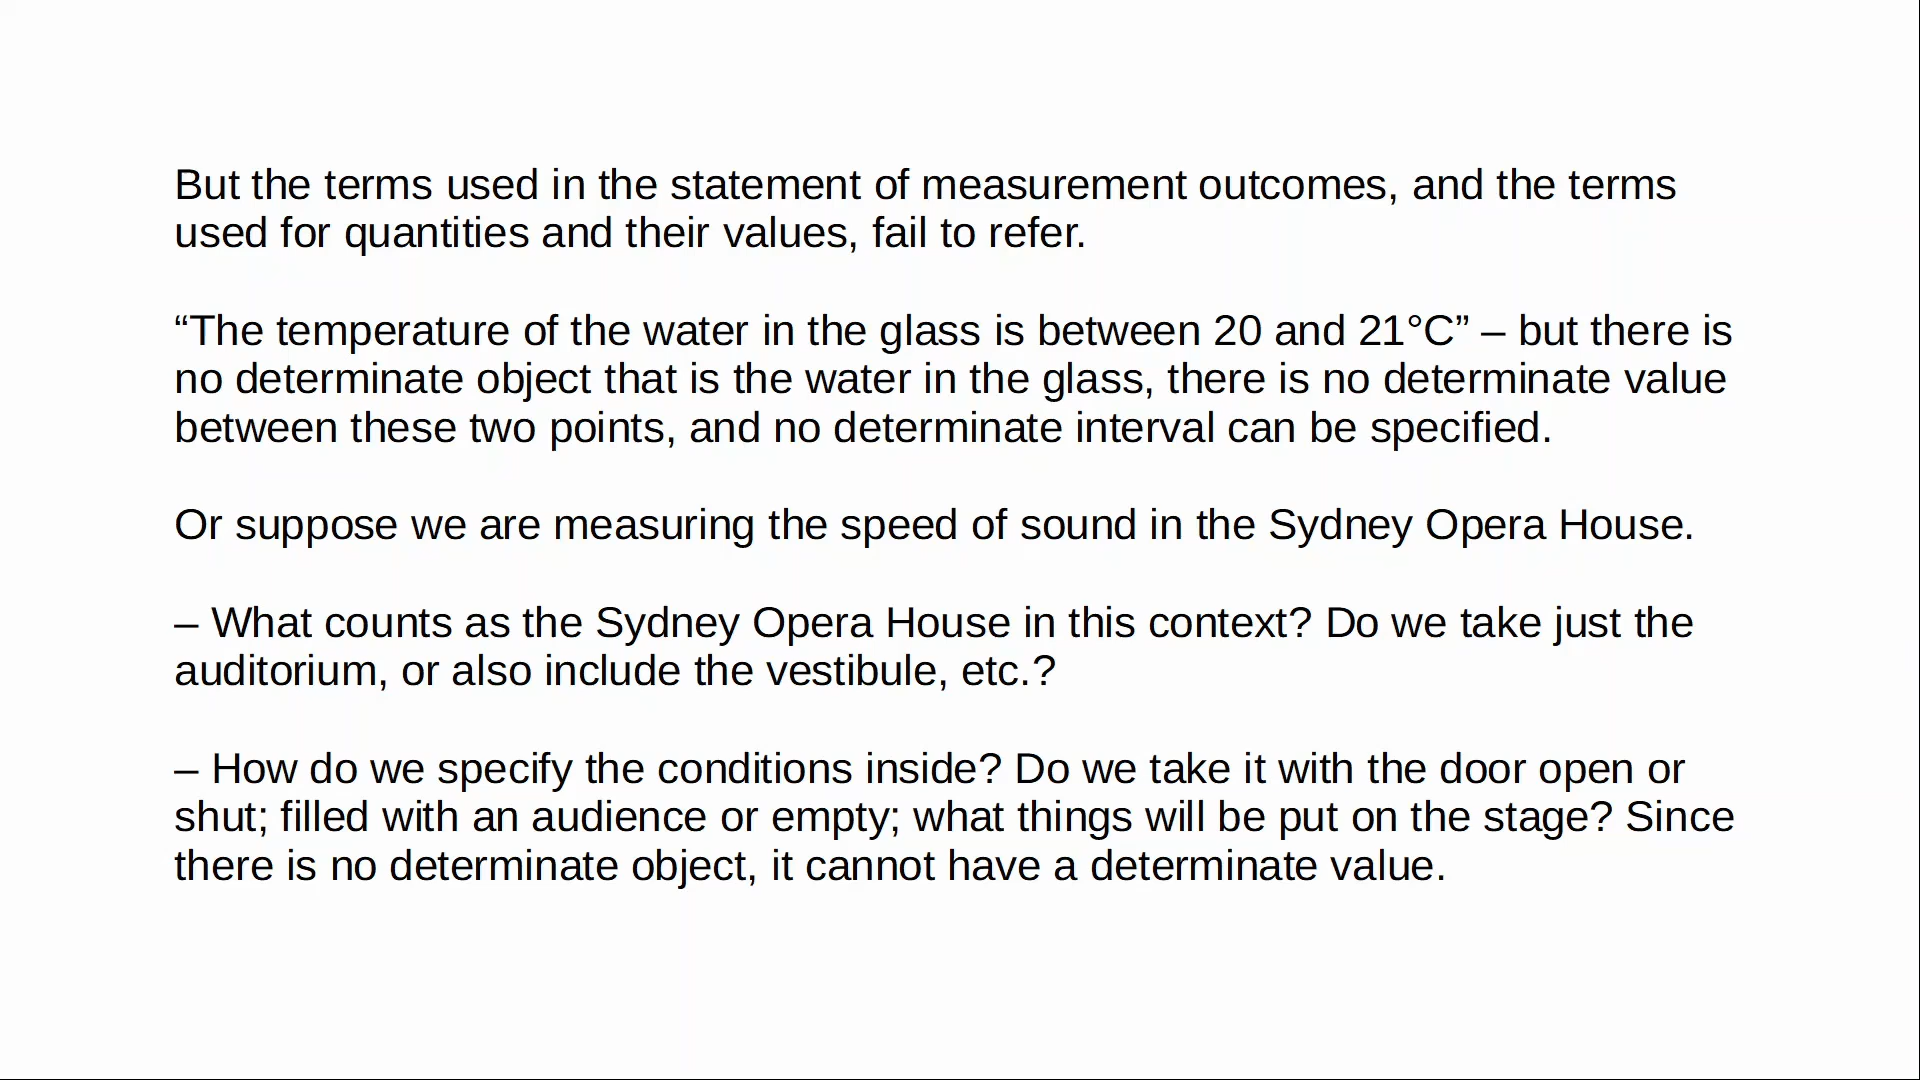 But the terms used in the statement of measurement outcomes, and the terms
used for quantities and their values, fail to refer.
“The temperature of the water in the glass is between 20 and 21°C” – but there is
no determinate object that is the water in the glass, there is no determinate value
between these two points, and no determinate interval can be specified.
Or suppose we are measuring the speed of sound in the Sydney Opera House.
– What counts as the Sydney Opera House in this context? Do we take just the
auditorium, or also include the vestibule, etc.?
– How do we specify the conditions inside? Do we take it with the door open or
shut; filled with an audience or empty; what things will be put on the stage? Since
there is no determinate object, it cannot have a determinate value.